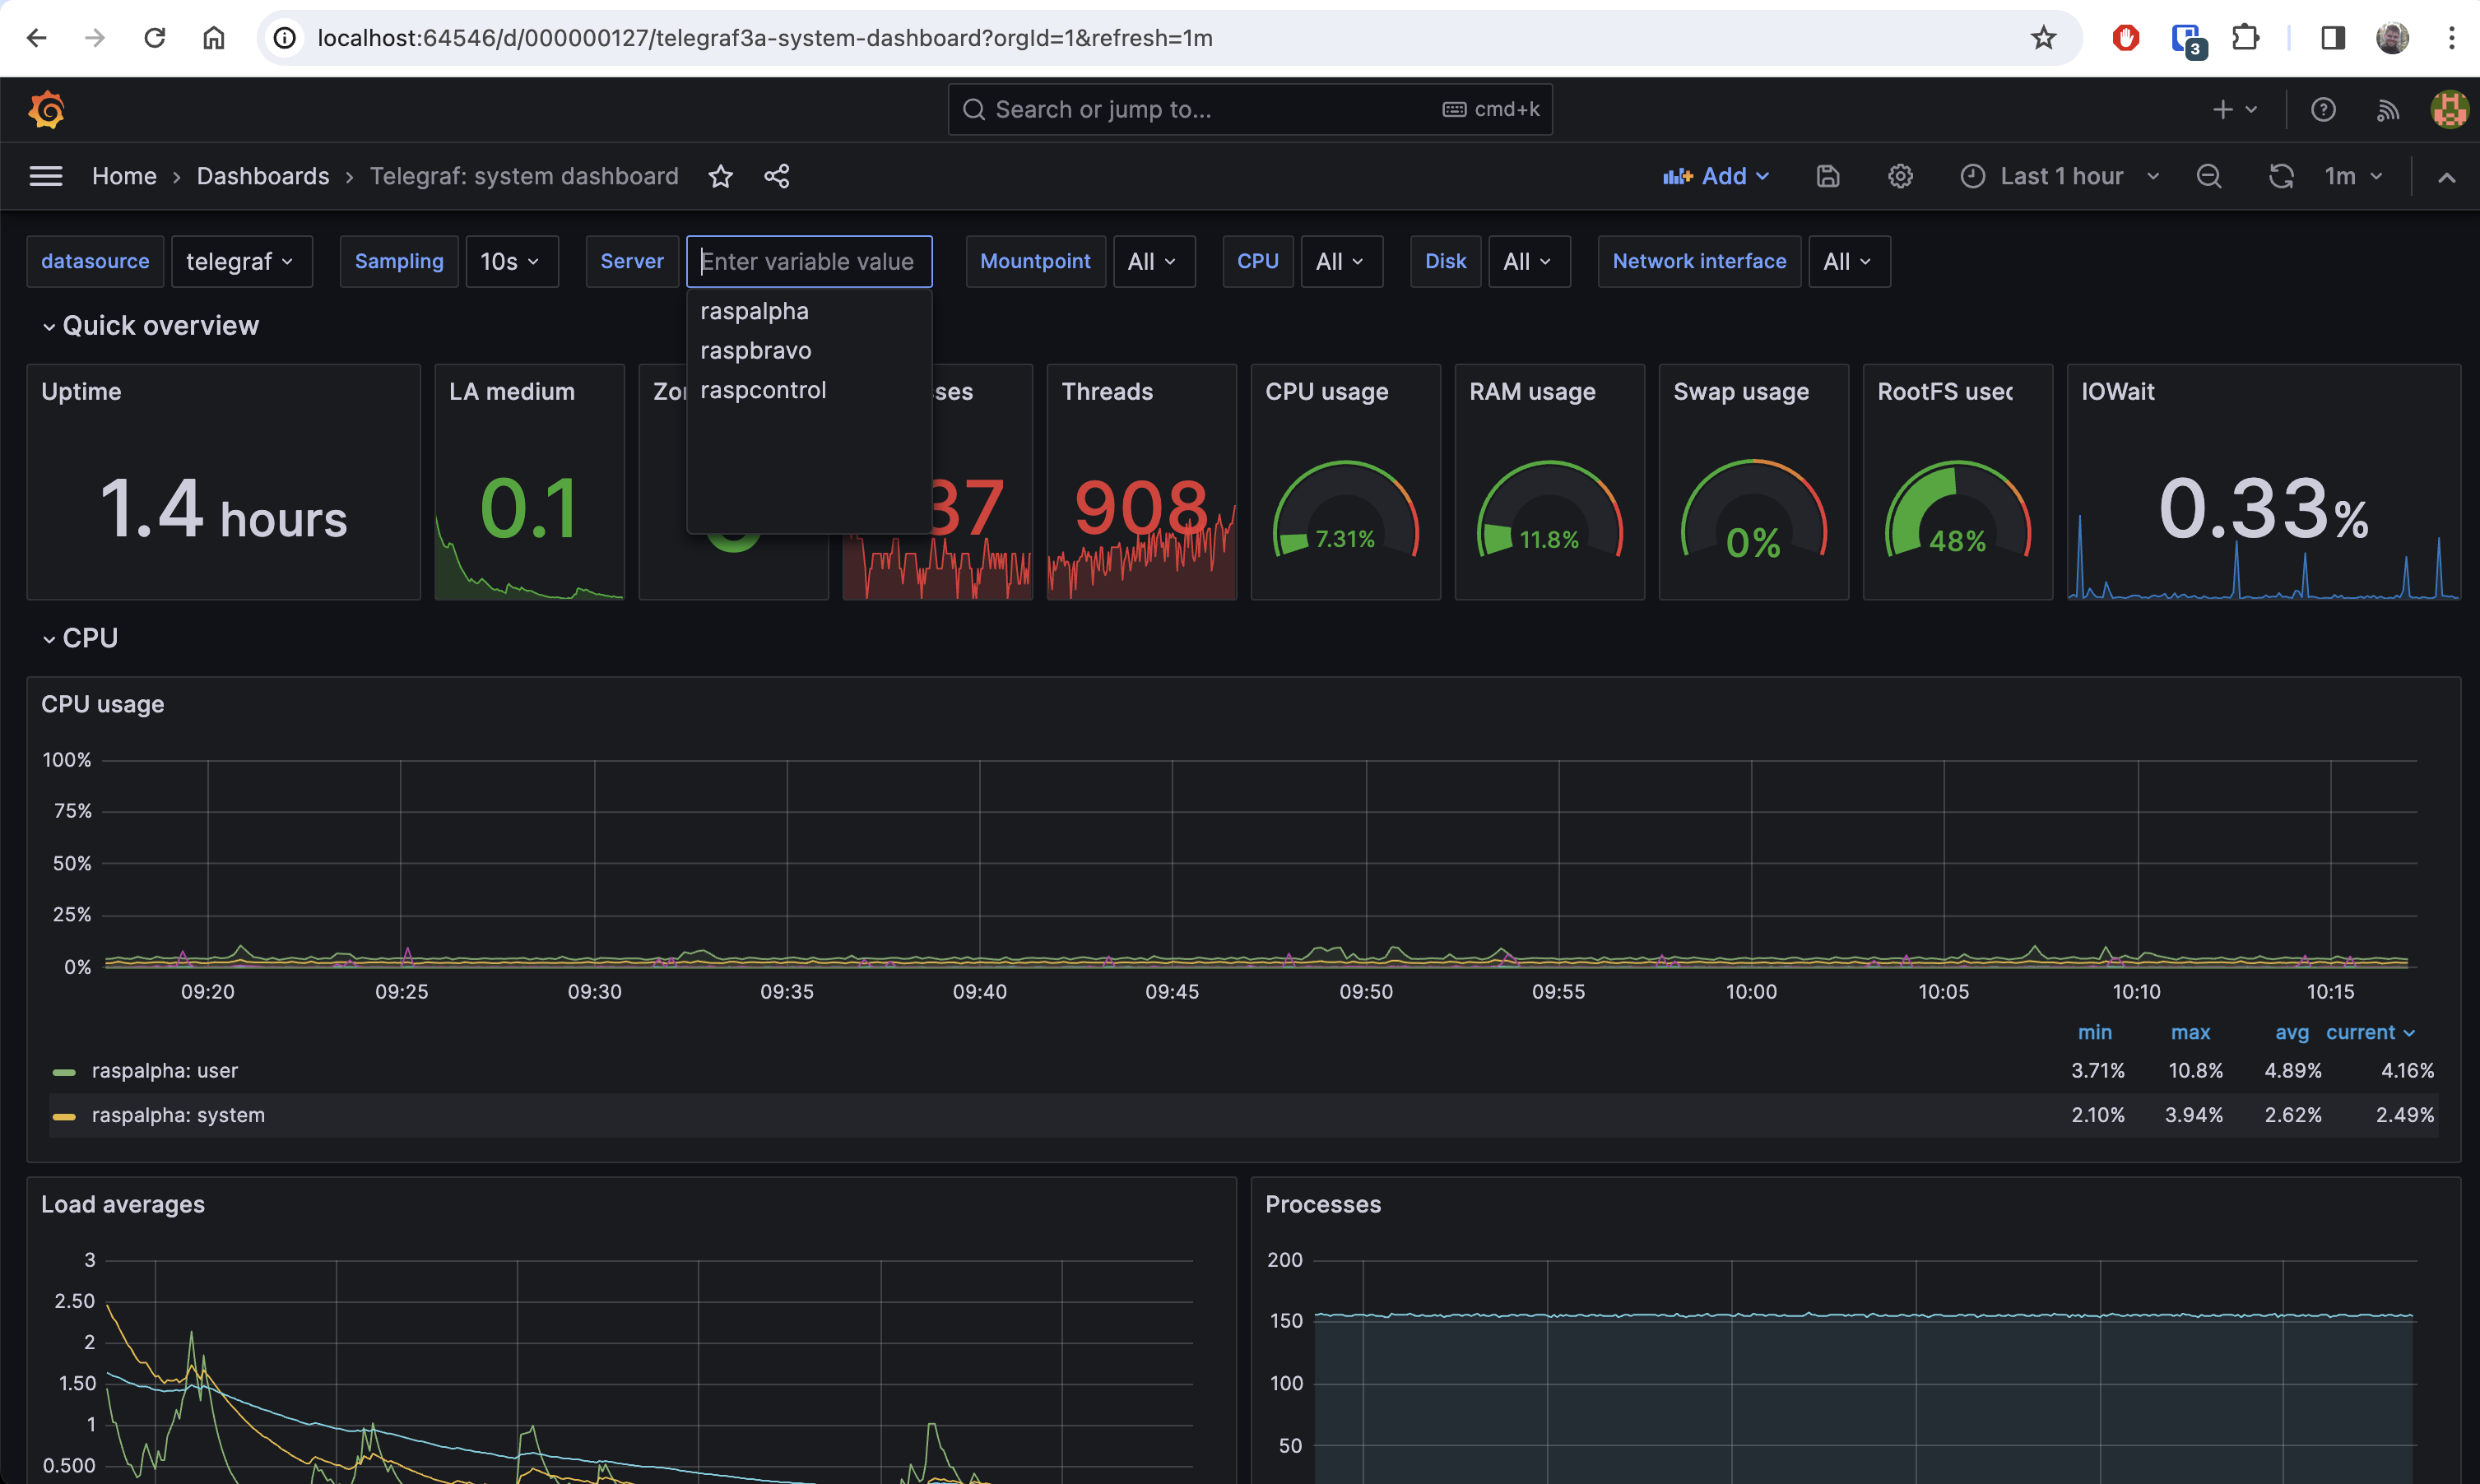 localhost:64546/d/000000127/telegraf3a-system-dashboard?orgId=1&refresh=1m
3
Search or jump to...
cmd+k
Home › Dashboards › Telegraf: system dashboard
Add
Last 1 hour
1m
datasource telegraf Sampling 10s Server Enter variable value Mountpoint All CPU All Disk All Network interface All
raspalpha
raspbravo
raspcontrol
Quick overview
Uptime
1.4 hours
LA medium
0.1
Threads
908
CPU usage
7.31%
RAM usage
11.8%
Swap usage
0%
RootFS
48%
IOWait
0.33%
CPU
CPU usage
100%
75%
50%
25%
0%
09:20 09:25 09:30 09:35 09:40 09:45 09:50 09:55 10:00 10:05 10:10 10:15
min max avg current
raspalpha: user 3.71% 10.8% 4.89% 4.16%
raspalpha: system 2.10% 3.94% 2.62% 2.49%
Load averages
3
2.50
2
1.50
1
0.500
Processes
200
150
100
50